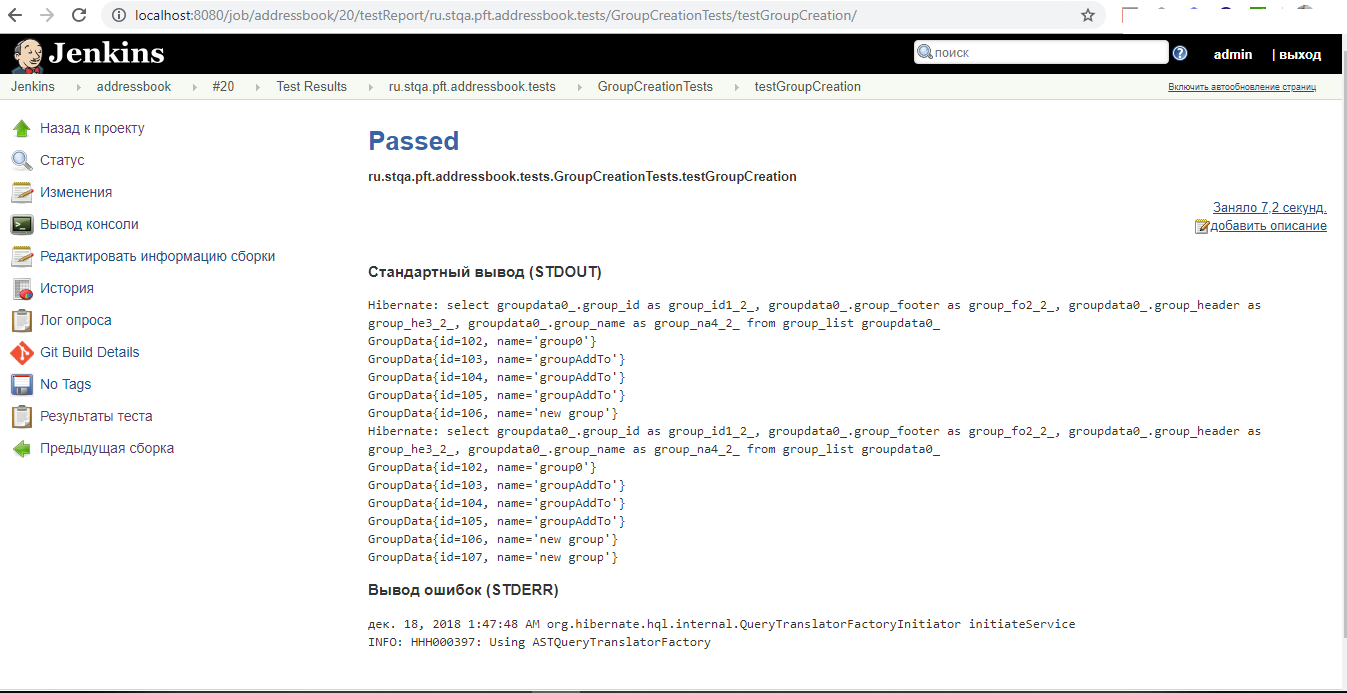 localhost:8080/job/addressbook/20/testReport/ru.stqa.pft.addressbook.tests/GroupCreationTests/testGroupCreation/
Jenkins
поиск
?
admin
| выход
Jenkins
addressbook
#20
Test Results
ru.stqa.pft.addressbook.tests
GroupCreationTests
testGroupCreation
Включить автообновление страниц
Назад к проекту
Статус
Изменения
Вывод консоли
Редактировать информацию сборки
История
Лог опроса
Git Build Details
No Tags
Результаты теста
Предыдущая сборка
Passed
ru.stqa.pft.addressbook.tests.GroupCreationTests.testGroupCreation
Заняло 7,2 секунд.
добавить описание
Стандартный вывод (STDOUT)
Hibernate: select groupdata0_.group_id as group_id1_2_, groupdata0_.group_footer as group_fo2_2_, groupdata0_.group_header as
group_he3_2_, groupdata0_.group_name as group_na4_2_ from group_list groupdata0_
GroupData{id=102, name='group0'}
GroupData{id=103, name='groupAddTo'}
GroupData{id=104, name='groupAddTo'}
GroupData{id=105, name='groupAddTo'}
GroupData{id=106, name='new group'}
Hibernate: select groupdata0_.group_id as group_id1_2_, groupdata0_.group_footer as group_fo2_2_, groupdata0_.group_header as
group_he3_2_, groupdata0_.group_name as group_na4_2_ from group_list groupdata0_
GroupData{id=102, name='group0'}
GroupData{id=103, name='groupAddTo'}
GroupData{id=104, name='groupAddTo'}
GroupData{id=105, name='groupAddTo'}
GroupData{id=106, name='new group'}
GroupData{id=107, name='new group'}
Вывод ошибок (STDERR)
дек. 18, 2018 1:47:48 AM org.hibernate.hql.internal.QueryTranslatorFactoryInitiator initiateService
INFO: HHH000397: Using ASTQueryTranslatorFactory